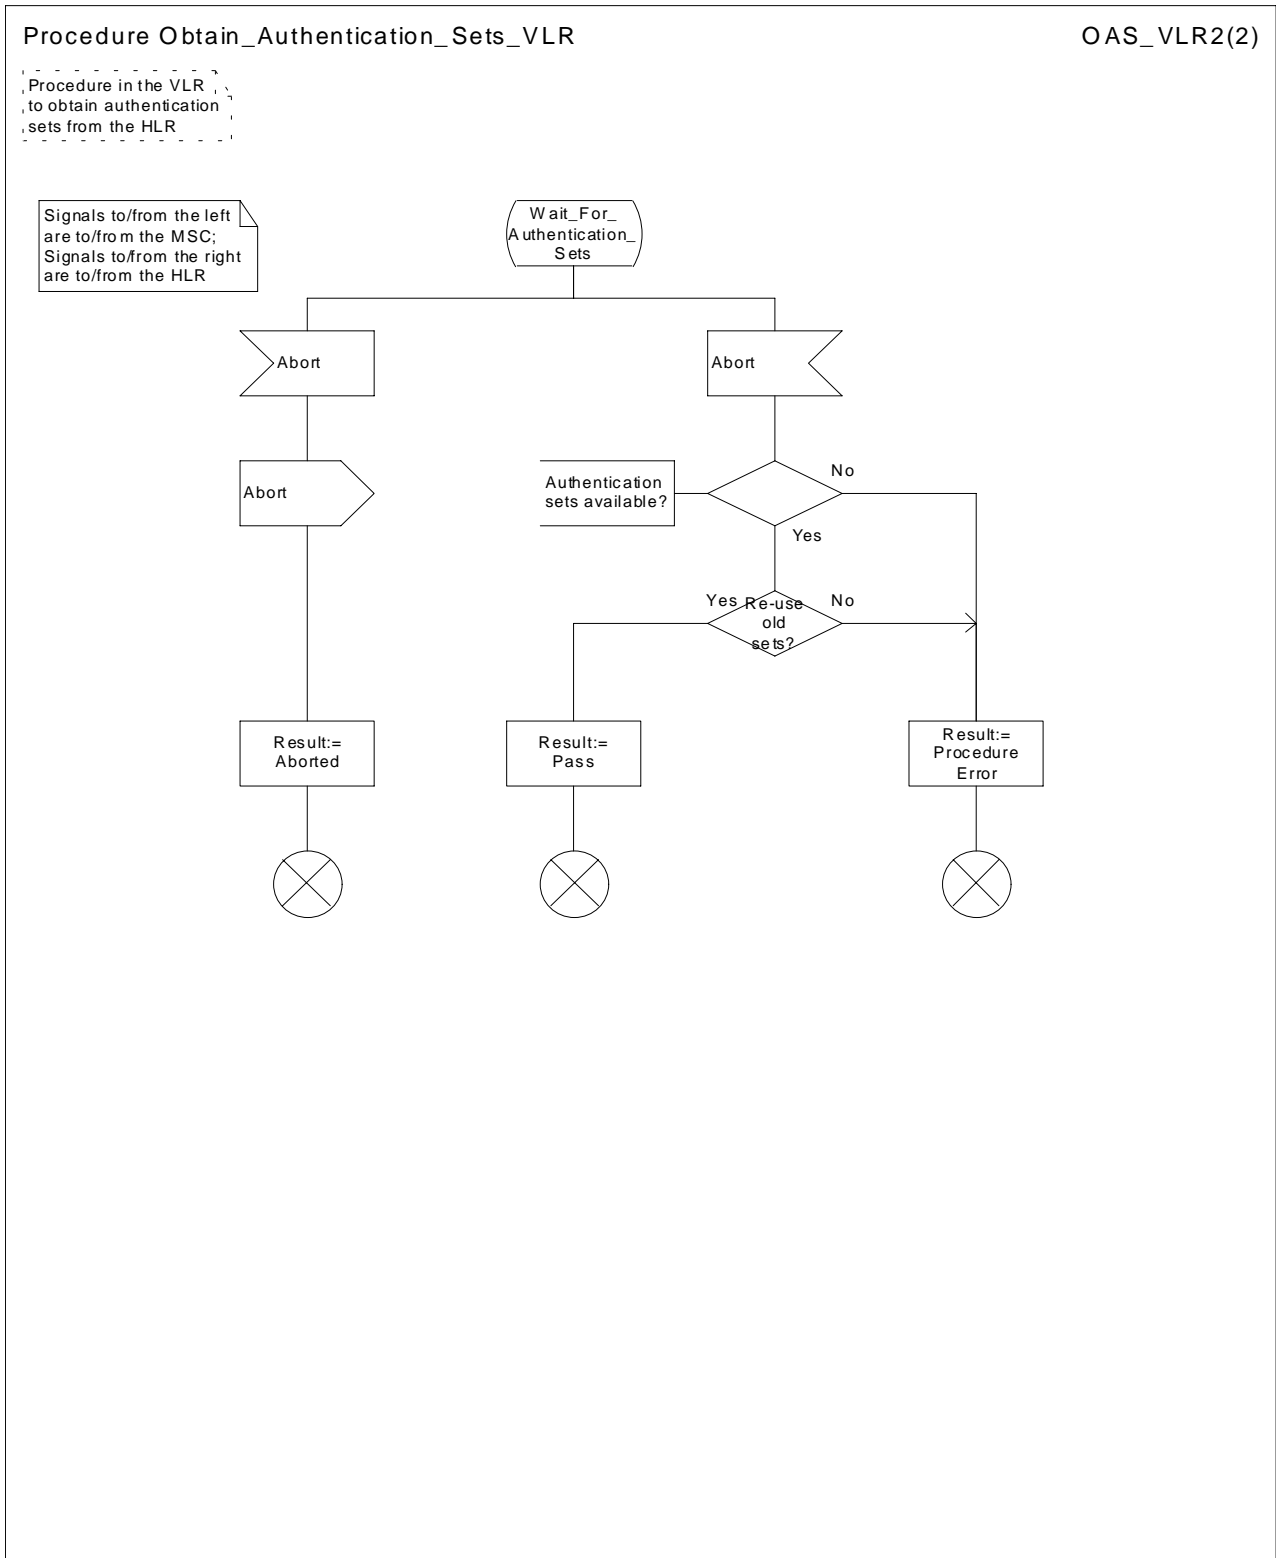 Procedure Obtain_Authentication_Sets_VLR
OAS_VLR2(2)
Procedure in the VLR
to obtain authentication
sets from the HLR
Signals to/from the left
are to/from the MSC;
Signals to/from the right
are to/from the HLR
Wait_For_
Authentication_
Sets
Abort
Abort
Abort
Authentication
sets available?
No
Yes
Yes
Re-use
old
sets?
No
Result:=
Aborted
Result:=
Pass
Result:=
Procedure
Error